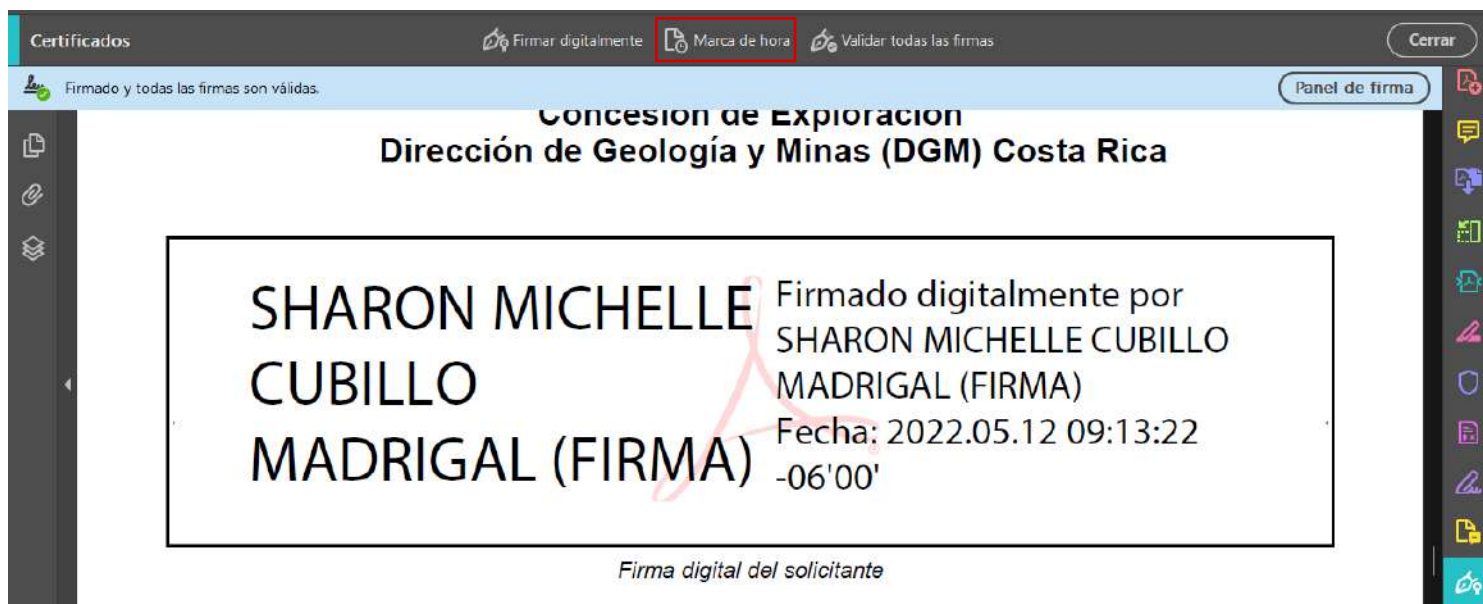 Certificados
Firmar digitalmente
Marca de hora
Validar todas las firmas
Cerrar
Firmado y todas las firmas son válidas.
Panel de firma
Concesión de Exploración
Dirección de Geología y Minas (DGM) Costa Rica
SHARON MICHELLE
CUBILLO
MADRIGAL (FIRMA)
Firmado digitalmente por
SHARON MICHELLE CUBILLO
MADRIGAL (FIRMA)
Fecha: 2022.05.12 09:13:22
-06'00'
Firma digital del solicitante